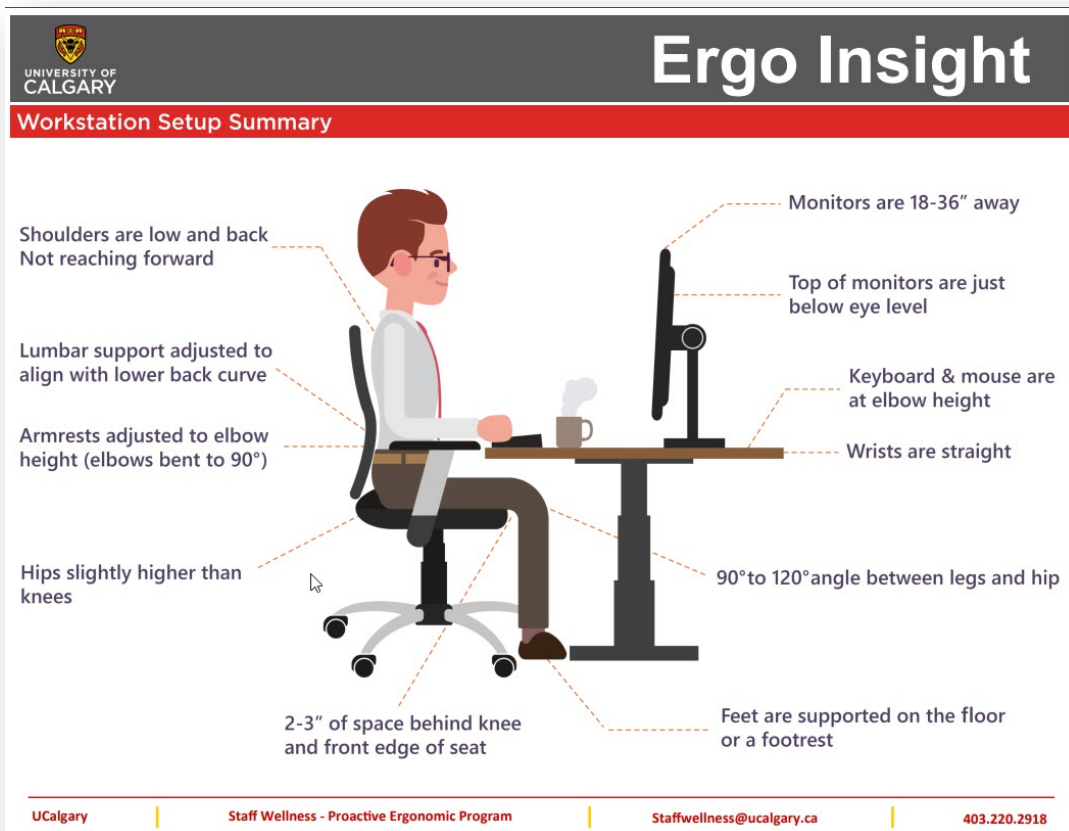 UNIVERSITY OF
CALGARY
Ergo Insight
Workstation Setup Summary
Shoulders are low and back
Not reaching forward
Lumbar support adjusted to
align with lower back curve
Armrests adjusted to elbow
height (elbows bent to 90°)
Hips slightly higher than
knees
2-3” of space behind knee
and front edge of seat
Monitors are 18-36” away
Top of monitors are just
below eye level
Keyboard & mouse are
at elbow height
Wrists are straight
90°to 120°angle between legs and hip
Feet are supported on the floor
or a footrest
UCalgary
Staff Wellness - Proactive Ergonomic Program
Staffwellness@ucalgary.ca
403.220.2918